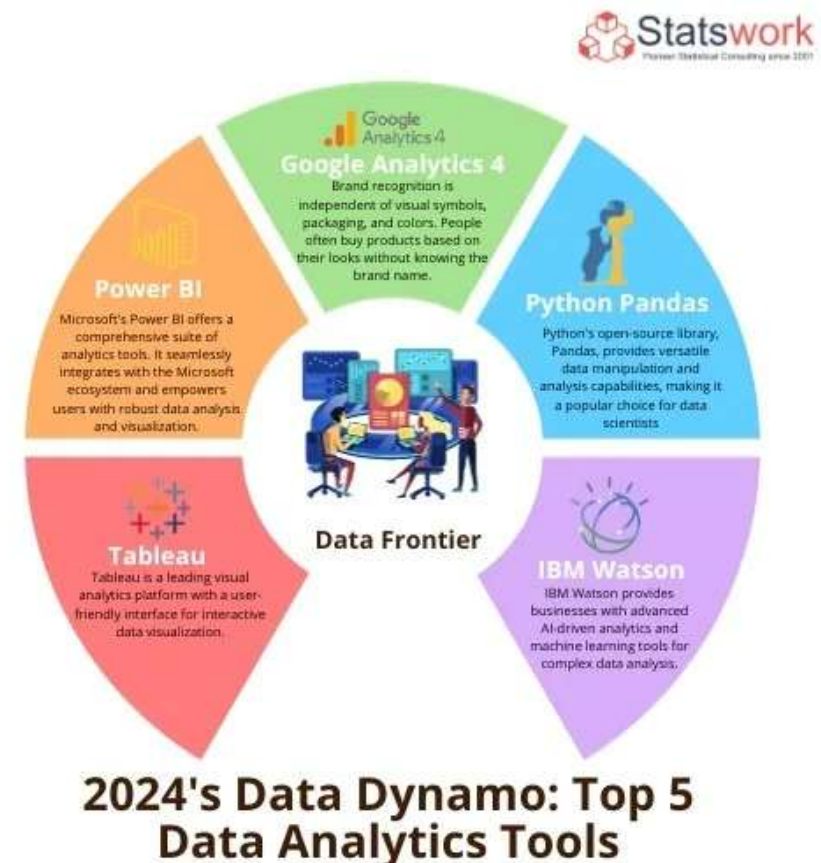 Statswork
Pioneer Statistical Consulting since 2001
Google
Analytics 4
Google Analytics 4
Brand recognition is
independent of visual symbols,
packaging, and colors. People
often buy products based on
their looks without knowing the
brand name.
Power BI
Microsoft's Power BI offers a
comprehensive suite of
analytics tools. It seamlessly
integrates with the Microsoft
ecosystem and empowers
users with robust data analysis
and visualization.
Python Pandas
Python's open-source library,
Pandas, provides versatile
data manipulation and
analysis capabilities, making it
a popular choice for data
scientists
Tableau
Tableau is a leading visual
analytics platform with a user-
friendly interface for interactive
data visualization.
Data Frontier
IBM Watson
IBM Watson provides
businesses with advanced
AI-driven analytics and
machine learning tools for
complex data analysis.
2024's Data Dynamo: Top 5
Data Analytics Tools